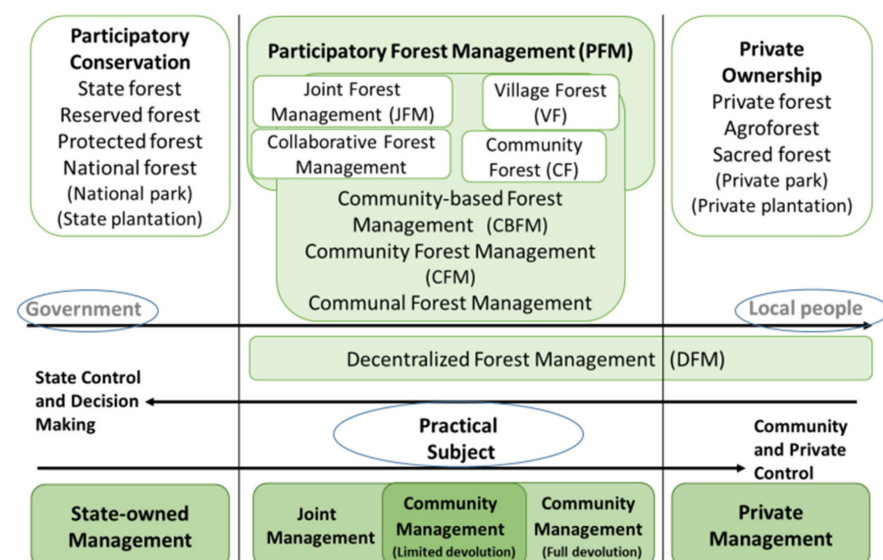 Participatory
Conservation
State forest
Reserved forest
Protected forest
National forest
(National park)
(State plantation)
Participatory Forest Management (PFM)
Joint Forest
Management (JFM)
Village Forest
(VF)
Collaborative Forest
Management
Community
Forest (CF)
Community-based Forest
Management (CBFM)
Community Forest Management
(CFM)
Communal Forest Management
Private
Ownership
Private forest
Agroforest
Sacred forest
(Private park)
(Private plantation)
Government
Local people
Decentralized Forest Management (DFM)
State Control
and Decision
Making
Practical
Subject
Community
and Private
Control
State-owned
Management
Joint
Management
Community
Management
(Limited devolution)
Community
Management
(Full devolution)
Private
Management